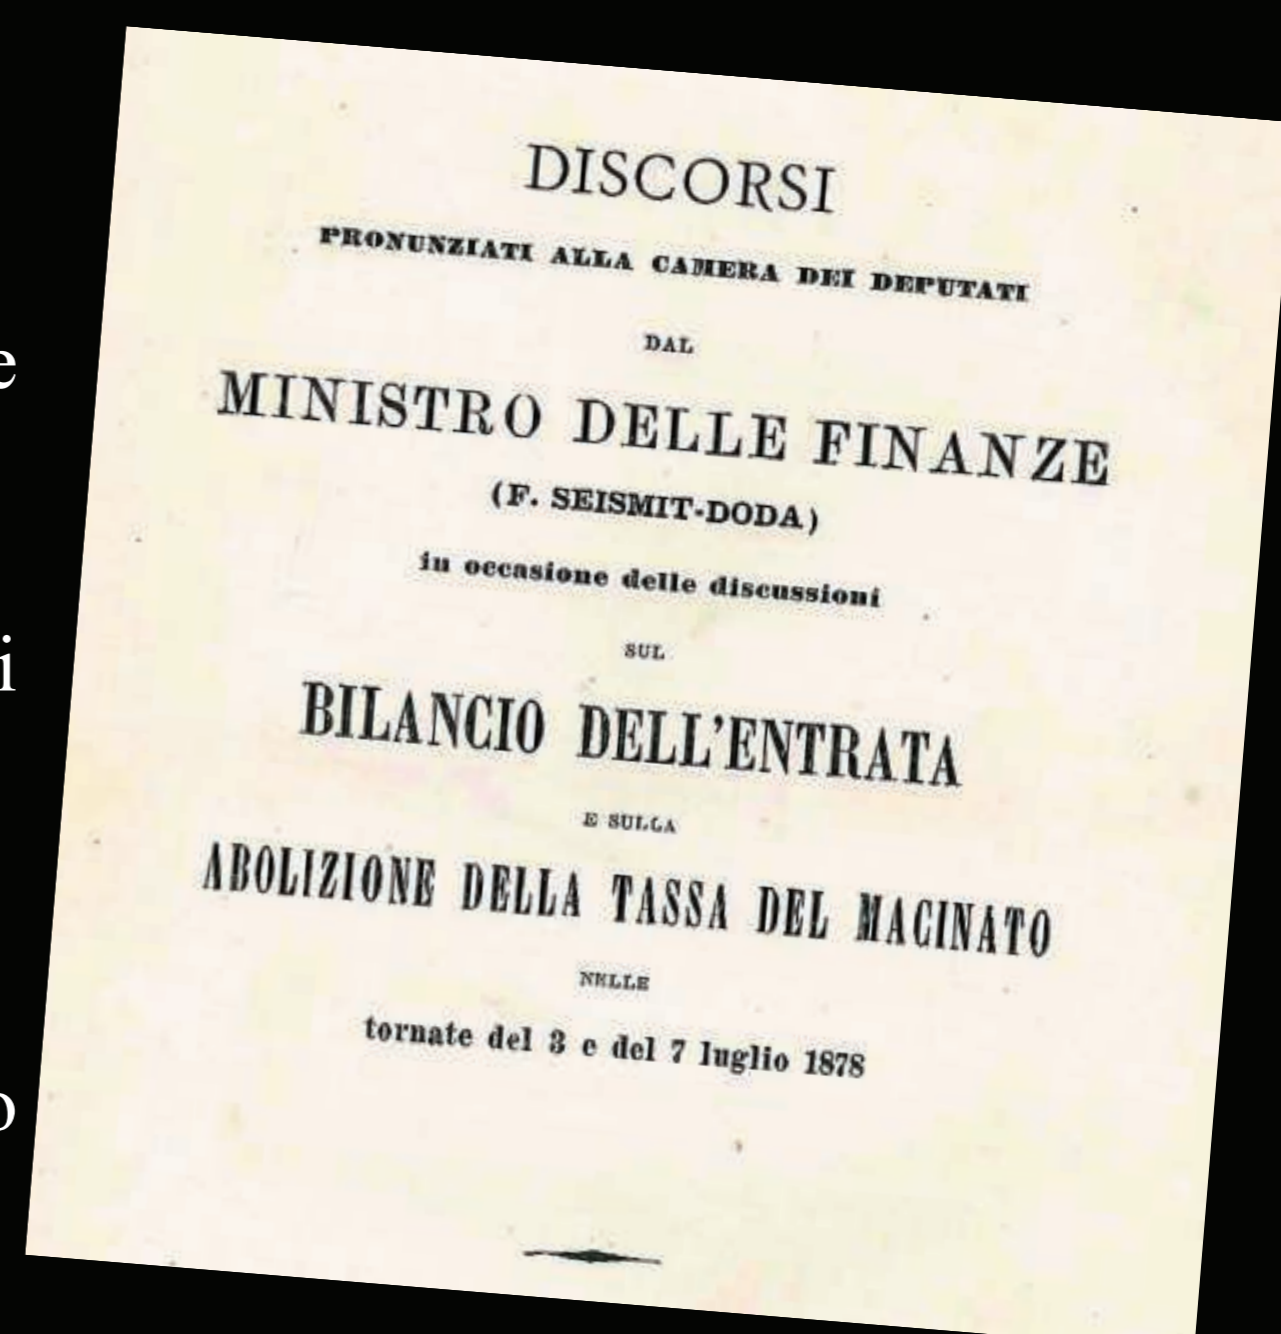 DISCORSI
PRONUNZIATI ALLA CAMERA DEI DEPUTATI
DAL
MINISTRO DELLE FINANZE
(F. SEISMIT-DODA)
in occasione delle discussioni
SUL
BILANCIO DELL'ENTRATA
E SULLA
ABOLIZIONE DELLA TASSA DEL MACINATO
NELLE
tornate del 3 e del 7 luglio 1878
e
i
o